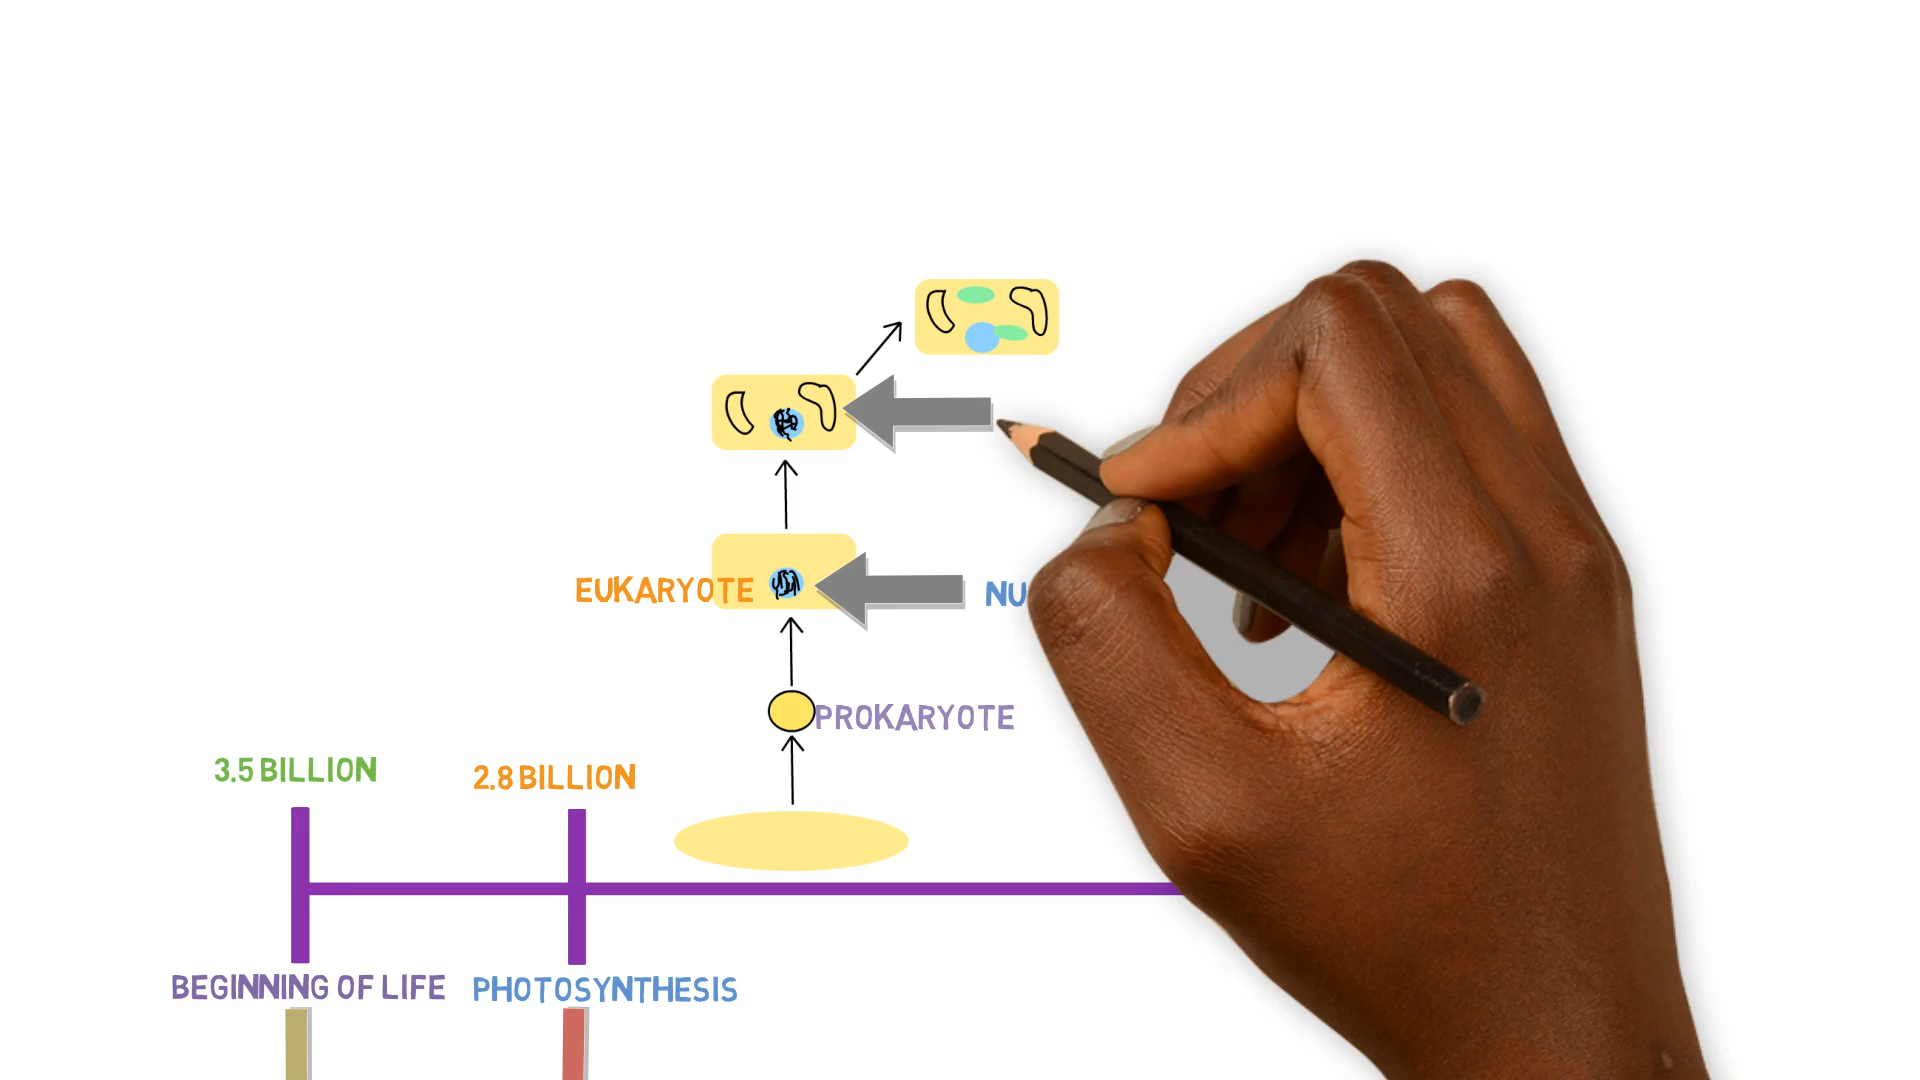 EUKARYOTE
NU
PROKARYOTE
3.5 BILLION
2.8 BILLION
BEGINNING OF LIFE
PHOTOSYNTHESIS